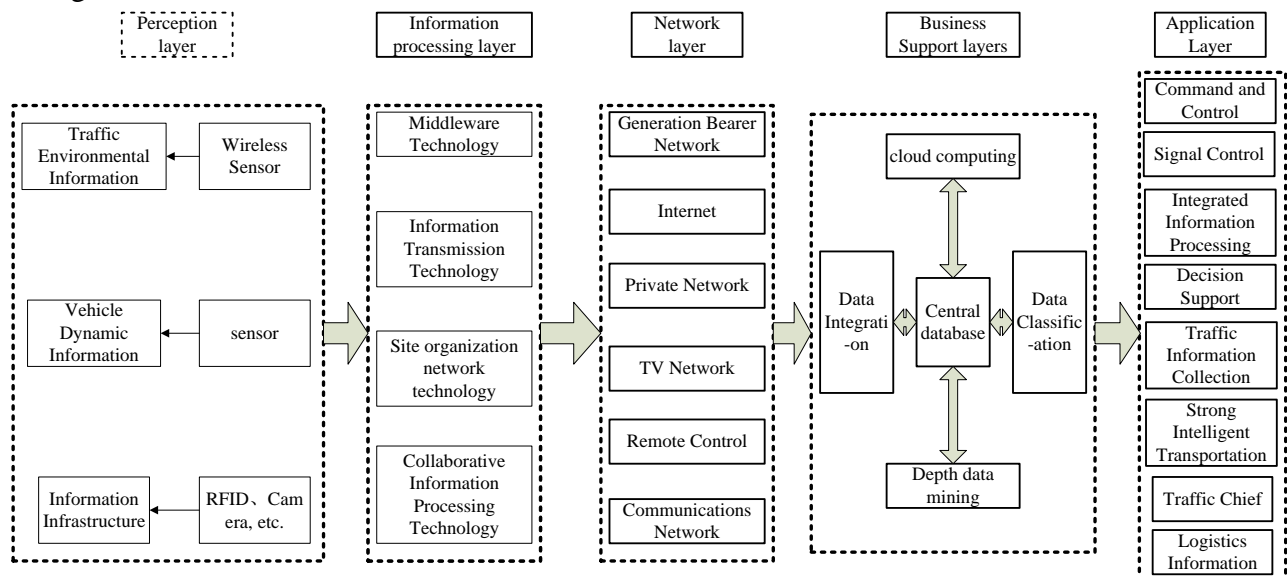 Perception
layer
Information
processing layer
Network
layer
Business
Support layers
Application
Layer
Traffic
Environmental
Information
Wireless
Sensor
Vehicle
Dynamic
Information
sensor
Information
Infrastructure
RFID、Cam
era, etc.
Middleware
Technology
Information
Transmission
Technology
Site organization
network
technology
Collaborative
Information
Processing
Technology
Generation Bearer
Network
Internet
Private Network
TV Network
Remote Control
Communications
Network
cloud computing
Data
Integrati
-on
Central
database
Data
Classific
-ation
Depth data
mining
Command and
Control
Signal Control
Integrated
Information
Processing
Decision
Support
Traffic
Information
Collection
Strong
Intelligent
Transportation
Traffic Chief
Logistics
Information